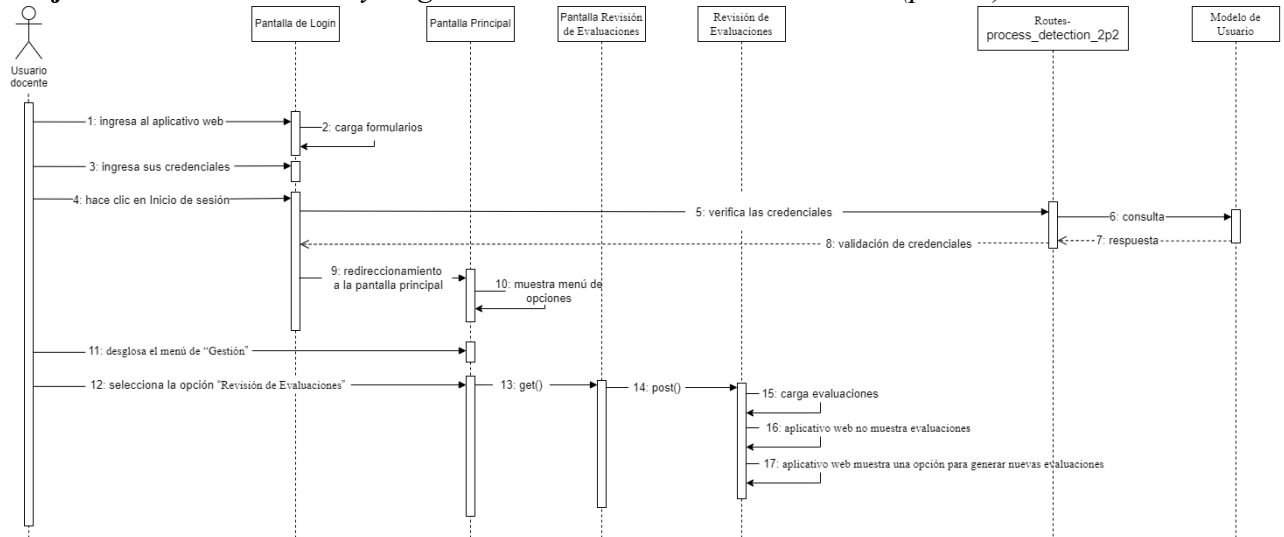 Usuario
docente
Pantalla de Login
Pantalla Principal
Pantalla Revisión
de Evaluaciones
Revisión de
Evaluaciones
Routes-
process_detection_2p2
Modelo de
Usuario
1: ingresa al aplicativo web
2: carga formularios
3: ingresa sus credenciales
4: hace clic en Inicio de sesión
5: verifica las credenciales
6: consulta
7: respuesta
8: validación de credenciales
9: redireccionamiento
a la pantalla principal
10: muestra menú de
opciones
11: desglosa el menú de “Gestión”
12: selecciona la opción “Revisión de Evaluaciones”
13: get()
14: post()
15: carga evaluaciones
16: aplicativo web no muestra evaluaciones
17: aplicativo web muestra una opción para generar nuevas evaluaciones